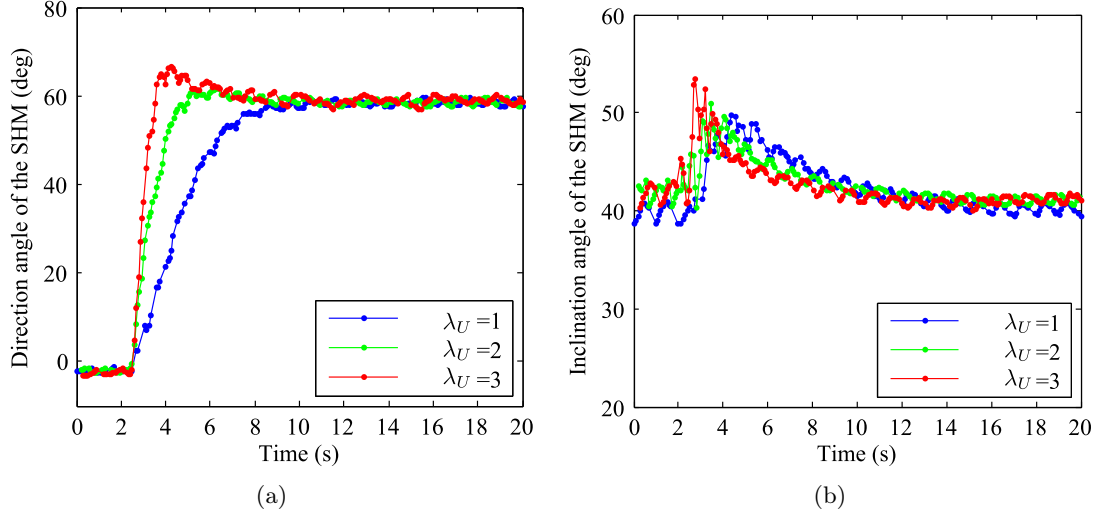 Direction angle of the SHM (deg)
80
60
40
20
0
0 2 4 6 8 10 12 14 16 18 20
Time (s)
λU =1
λU =2
λU =3
(a)
Inclination angle of the SHM (deg)
60
50
40
30
20
0 2 4 6 8 10 12 14 16 18 20
Time (s)
λU =1
λU =2
λU =3
(b)